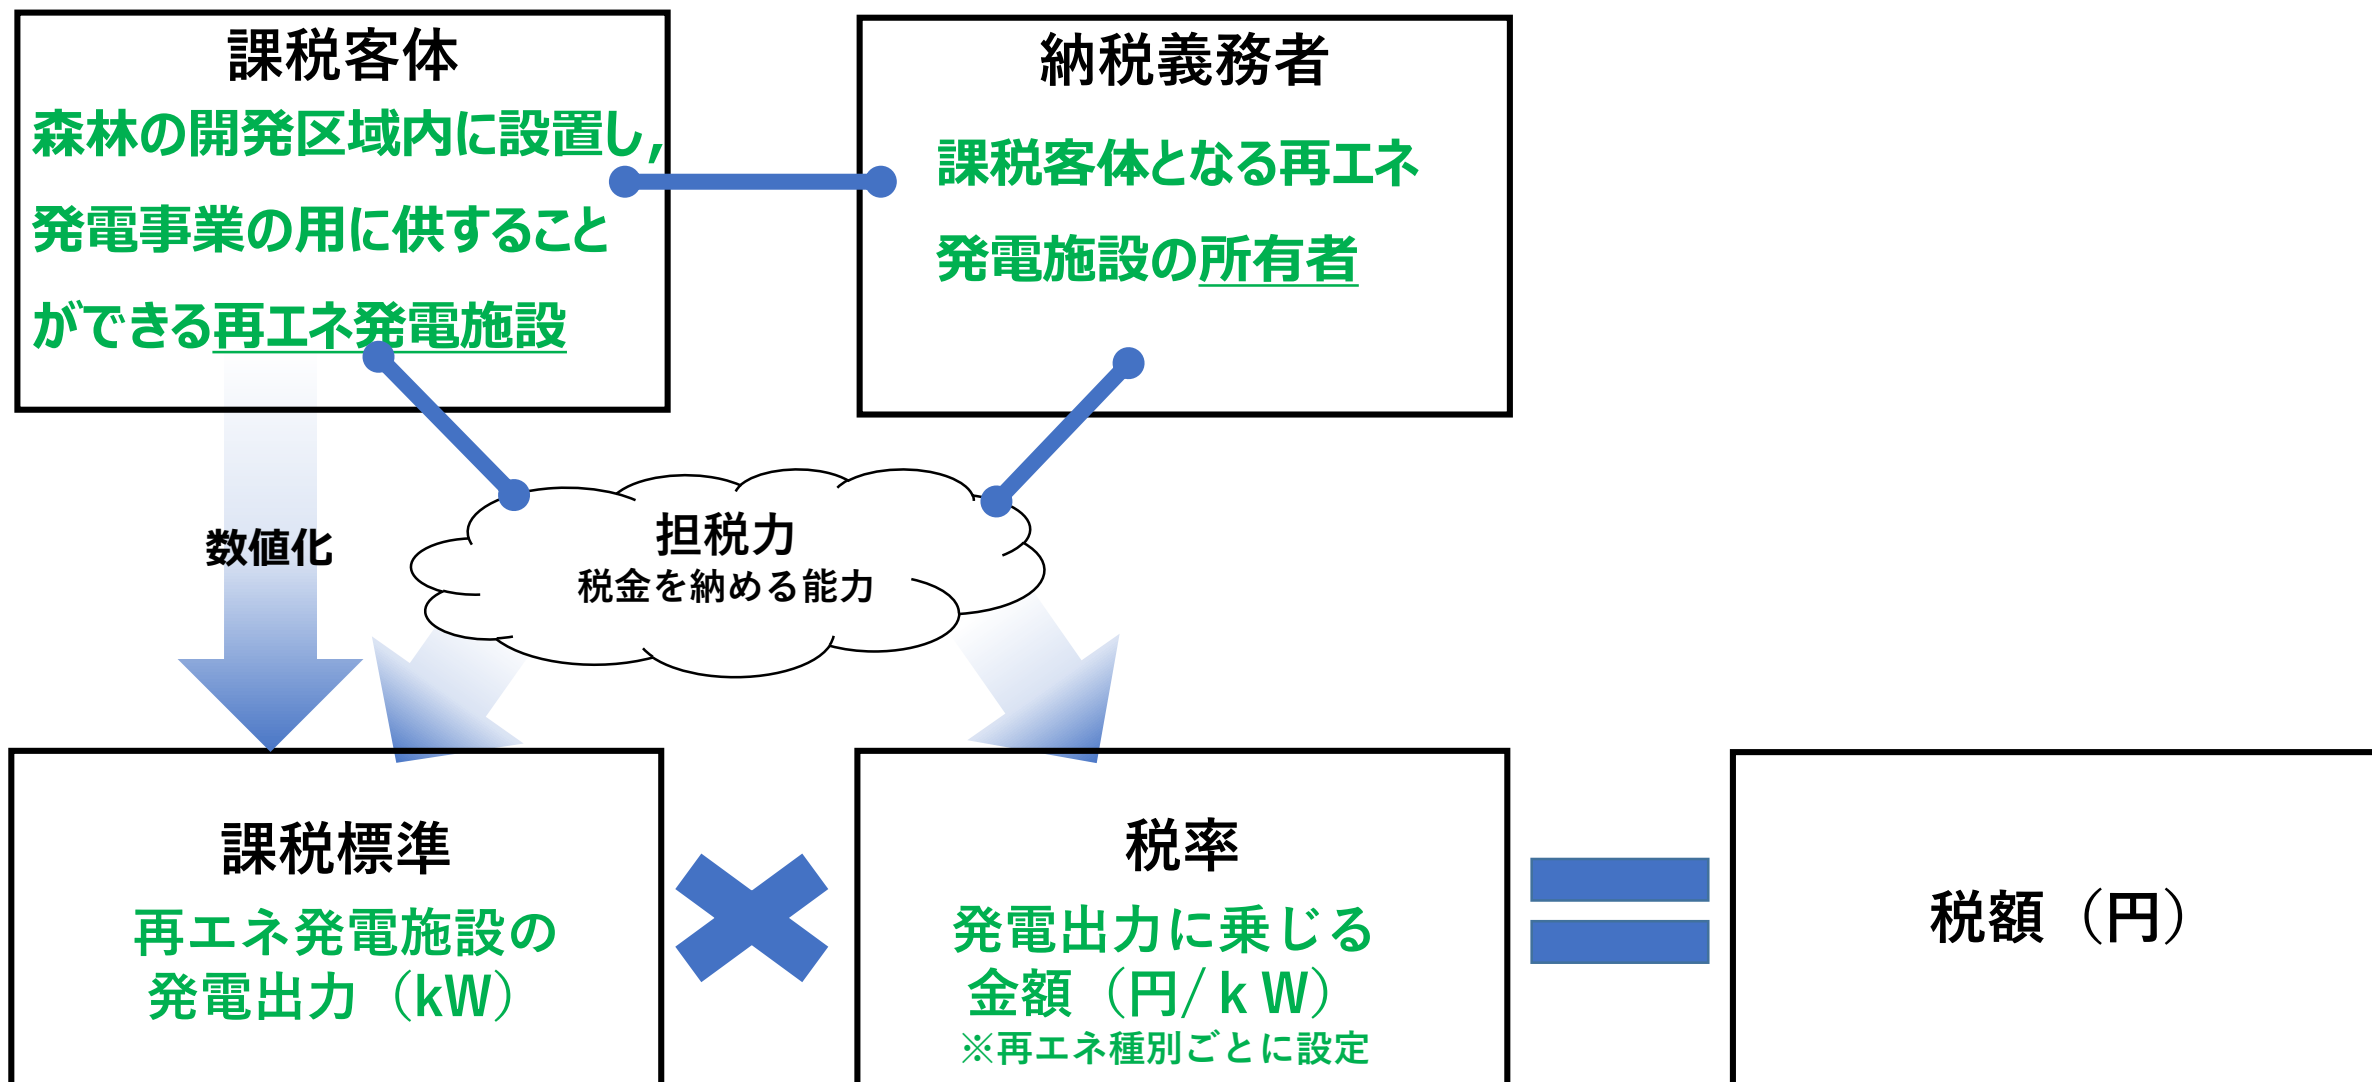 課税客体
森林の開発区域内に設置し,
発電事業の用に供すること
ができる再エネ発電施設
納税義務者
課税客体となる再エネ
発電施設の所有者
数値化
担税力
税金を納める能力
課税標準
再エネ発電施設の
発電出力（kW）
税率
発電出力に乗じる
金額（円/ｋW）
※再エネ種別ごとに設定
税額（円）